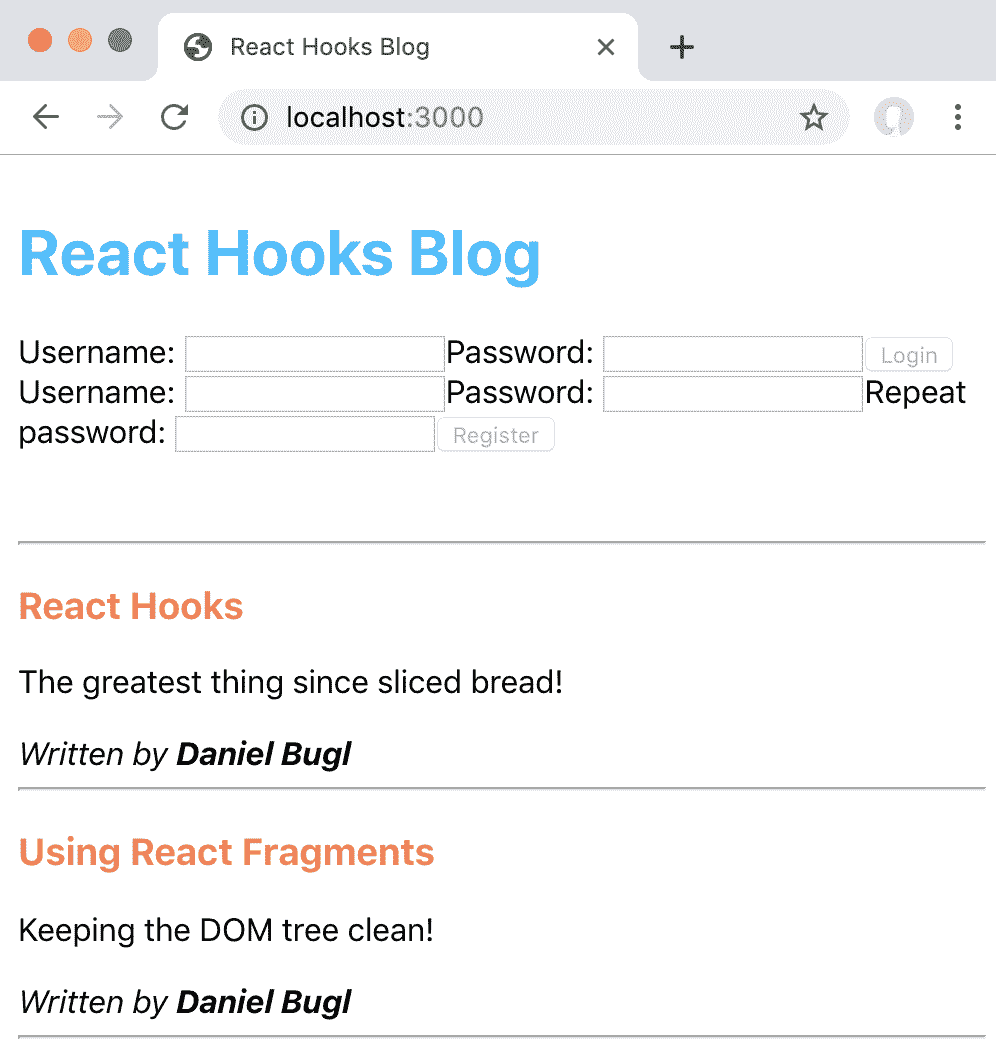 React Hooks Blog
localhost:3000
React Hooks Blog
Username: Password: Login
Username: Password: Repeat
password: Register
React Hooks
The greatest thing since sliced bread!
Written by Daniel Bugl
Using React Fragments
Keeping the DOM tree clean!
Written by Daniel Bugl